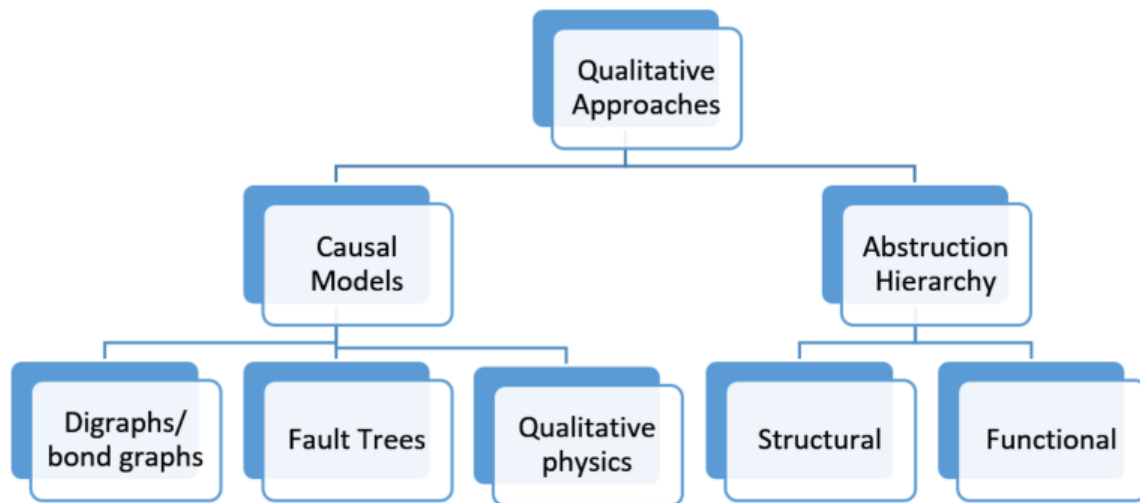 Qualitative
Approaches
Causal
Models
Abstruction
Hierarchy
Digraphs/
bond graphs
Fault Trees
Qualitative
physics
Structural
Functional